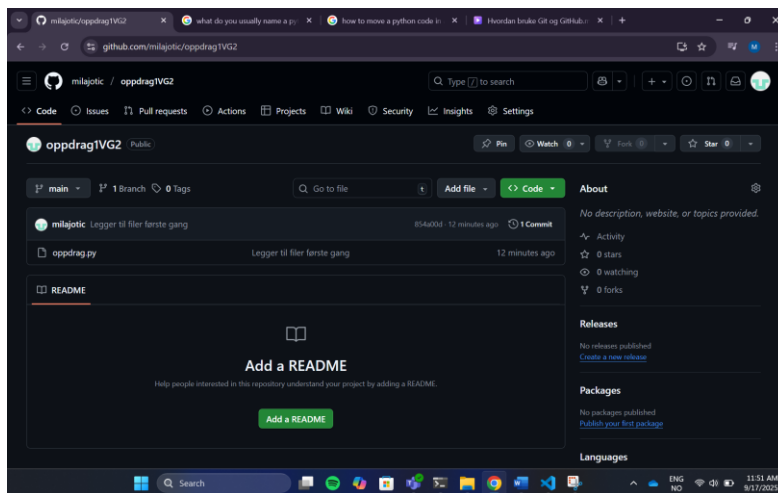 milajotic/oppdrag1VG2
what do you usually name a py
how to move a python code in
Hvordan bruke Git og GitHub.n
github.com/milajotic/oppdrag1VG2
milajotic / oppdrag1VG2
Type / to search
Code Issues Pull requests Actions Projects Wiki Security Insights Settings
oppdrag1VG2 Public
Pin Watch 0 Fork 0 Star 0
main 1 Branch 0 Tags
Go to file t Add file Code
milajotic Legger til filer første gang
854a00d · 12 minutes ago 1 Commit
oppdrag.py Legger til filer første gang 12 minutes ago
README
Add a README
Help people interested in this repository understand your project by adding a README.
Add a README
About
No description, website, or topics provided.
Activity
0 stars
0 watching
0 forks
Releases
No releases published
Create a new release
Packages
No packages published
Publish your first package
Languages
Search
ENG
NO
11:51 AM
9/17/2025